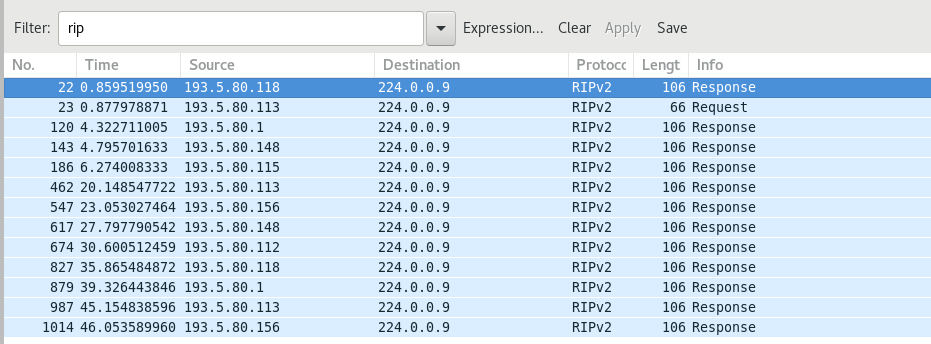 Filter: rip Expression... Clear Apply Save
No. Time Source Destination Protocc Lengt Info
22 0.859519950 193.5.80.118 224.0.0.9 RIPv2 106 Response
23 0.877978871 193.5.80.113 224.0.0.9 RIPv2 66 Request
120 4.322711005 193.5.80.1 224.0.0.9 RIPv2 106 Response
143 4.795701633 193.5.80.148 224.0.0.9 RIPv2 106 Response
186 6.274008333 193.5.80.115 224.0.0.9 RIPv2 106 Response
462 20.148547722 193.5.80.113 224.0.0.9 RIPv2 106 Response
547 23.053027464 193.5.80.156 224.0.0.9 RIPv2 106 Response
617 27.797790542 193.5.80.148 224.0.0.9 RIPv2 106 Response
674 30.600512459 193.5.80.112 224.0.0.9 RIPv2 106 Response
827 35.865484872 193.5.80.118 224.0.0.9 RIPv2 106 Response
879 39.326443846 193.5.80.1 224.0.0.9 RIPv2 106 Response
987 45.154838596 193.5.80.113 224.0.0.9 RIPv2 106 Response
1014 46.053589960 193.5.80.156 224.0.0.9 RIPv2 106 Response